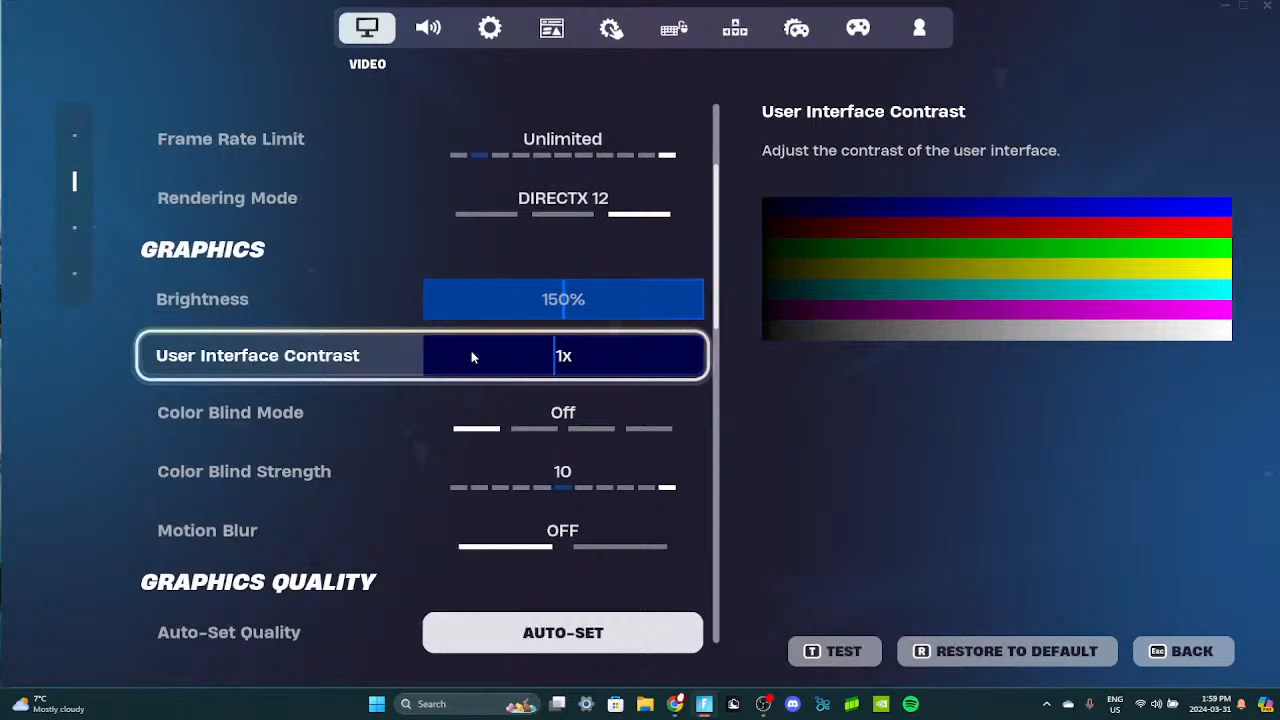 VIDEO
Frame Rate Limit
Unlimited
Rendering Mode
DIRECTX 12
GRAPHICS
Brightness
150%
User Interface Contrast
1x
Color Blind Mode
Off
Color Blind Strength
10
Motion Blur
OFF
GRAPHICS QUALITY
Auto-Set Quality
AUTO-SET
User Interface Contrast
Adjust the contrast of the user interface.
T TEST
R RESTORE TO DEFAULT
Esc BACK
7°C
Mostly cloudy
Search
ENG
US
1:59 PM
2024-03-31